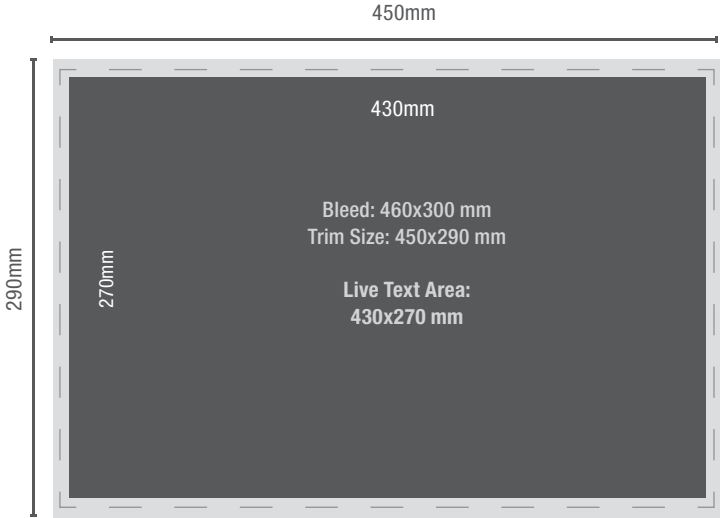 450mm
430mm
290mm
270mm
Bleed: 460x300 mm
Trim Size: 450x290 mm
Live Text Area:
430x270 mm